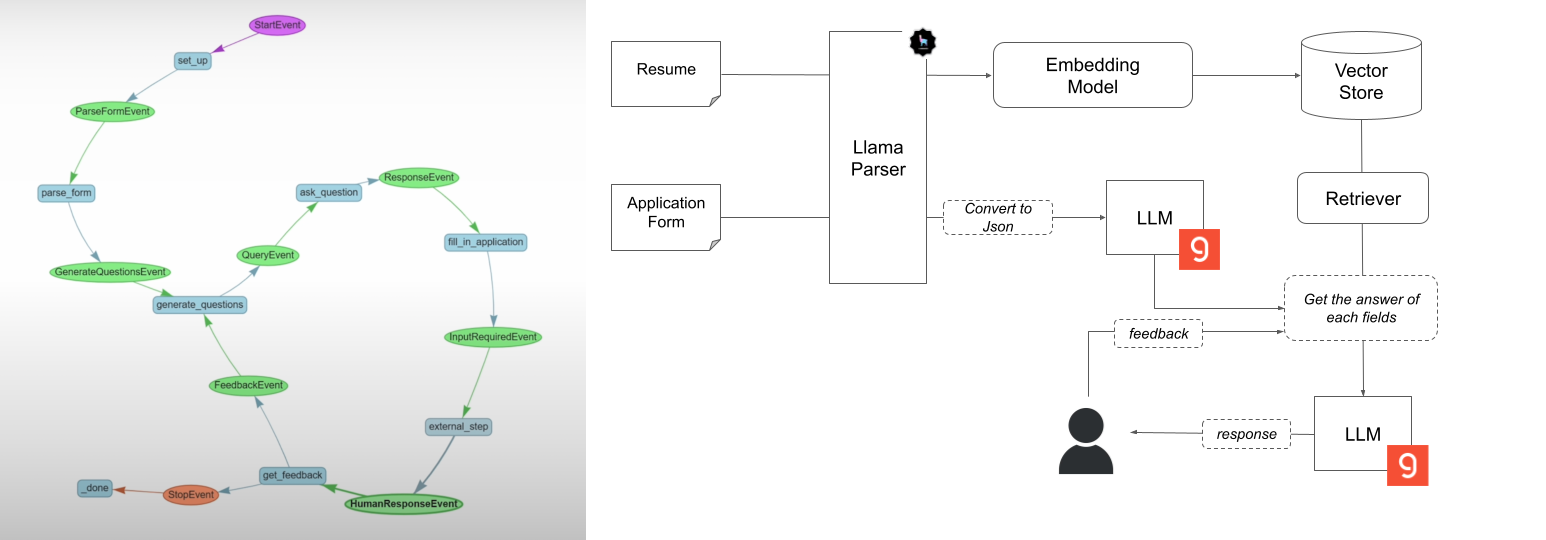 StartEvent
set_up
ParseFormEvent
parse_form
GenerateQuestionsEvent
generate_questions
QueryEvent
ask_question
ResponseEvent
fill_in_application
InputRequiredEvent
external_step
HumanResponseEvent
get_feedback
FeedbackEvent
StopEvent
_done
Resume
Application
Form
Llama
Parser
Embedding
Model
Vector
Store
Retriever
Convert to
Json
LLM
Get the answer of
each fields
feedback
response
LLM